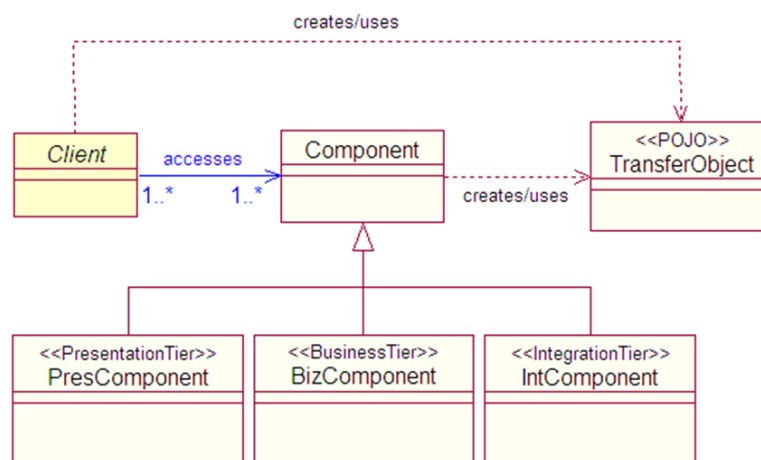 creates/uses
Client
accesses
1..*
1..*
Component
creates/uses
<<POJO>>
TransferObject
<<PresentationTier>>
PresComponent
<<BusinessTier>>
BizComponent
<<IntegrationTier>>
IntComponent